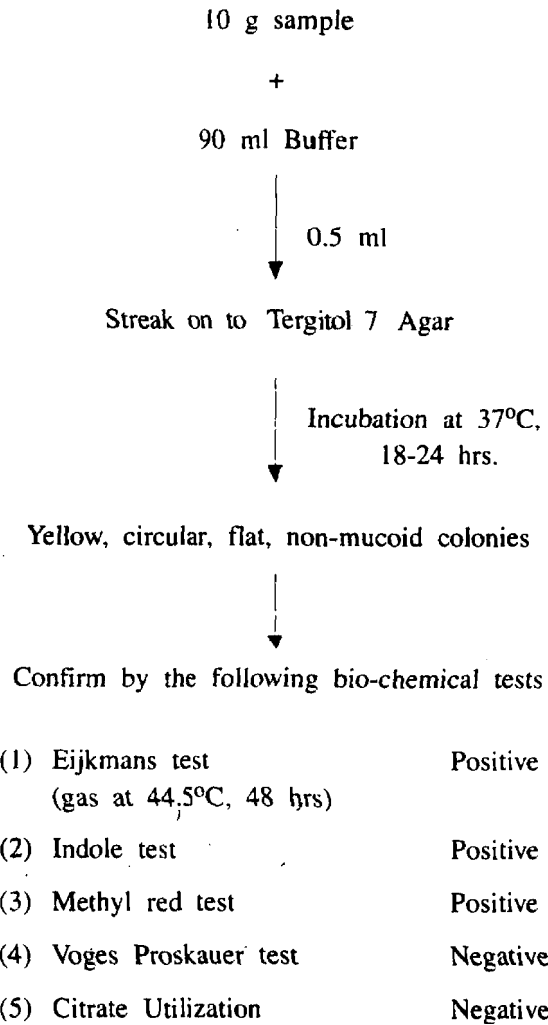 10 g sample
+
90 ml Buffer
0.5 ml
Streak on to Tergitol 7 Agar
Incubation at 37°C,
18-24 hrs.
Yellow, circular, flat, non-mucoid colonies
Confirm by the following bio-chemical tests
(1) Eijkmans test Positive
(gas at 44.5°C, 48 hrs)
(2) Indole test Positive
(3) Methyl red test Positive
(4) Voges Proskauer test Negative
(5) Citrate Utilization Negative